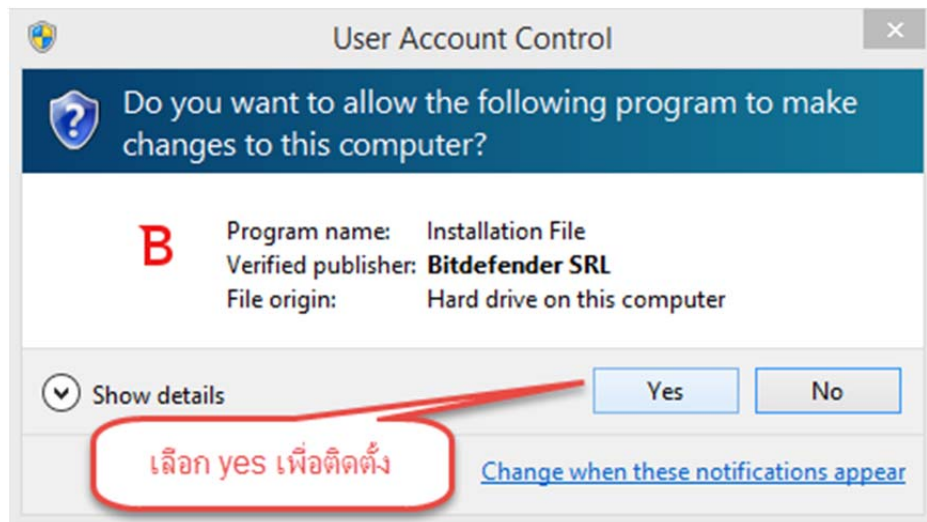 User Account Control
Do you want to allow the following program to make
changes to this computer?
B
Program name: Installation File
Verified publisher: Bitdefender SRL
File origin: Hard drive on this computer
Show details
Yes
No
เลือก yes เพื่อติดตั้ง
Change when these notifications appear